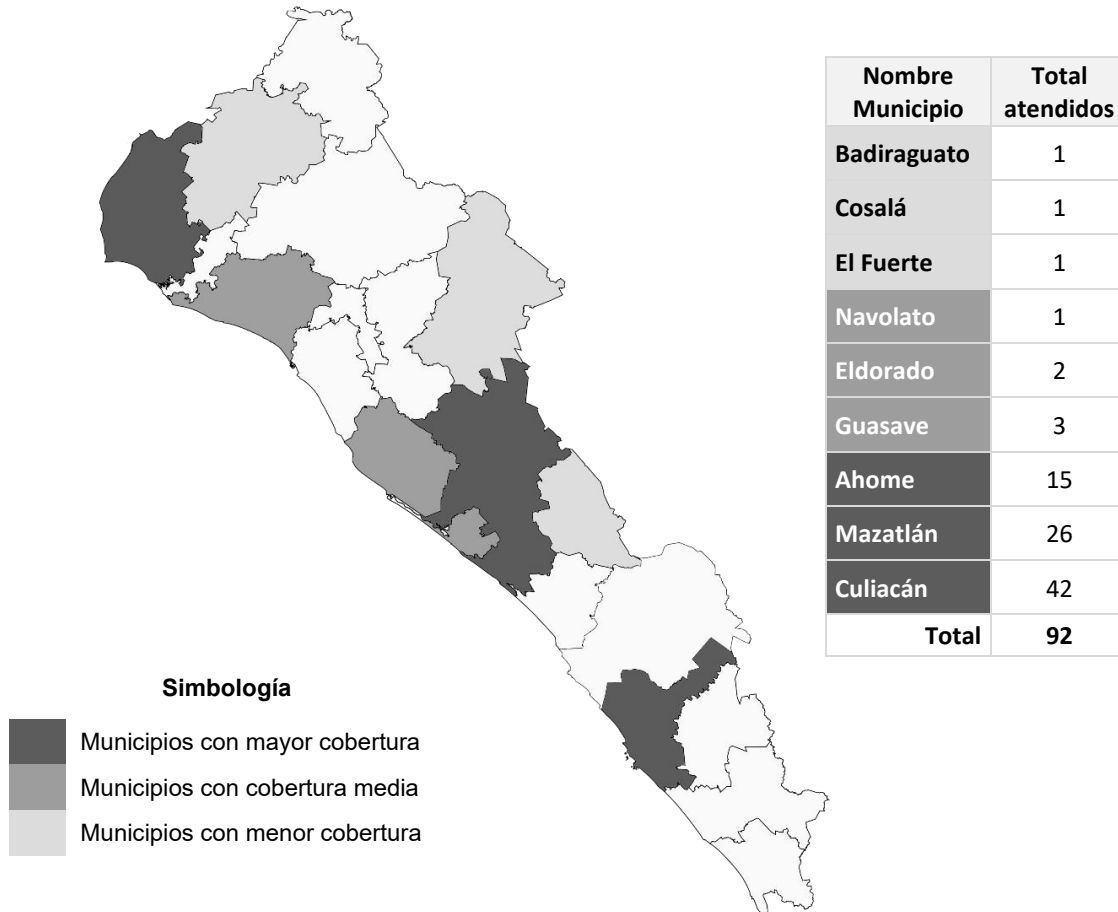 Nombre Municipio Total atendidos
Badiraguato 1
Cosalá 1
El Fuerte 1
Navolato 1
Eldorado 2
Guasave 3
Ahome 15
Mazatlán 26
Culiacán 42
Total 92
Simbología
Municipios con mayor cobertura
Municipios con cobertura media
Municipios con menor cobertura